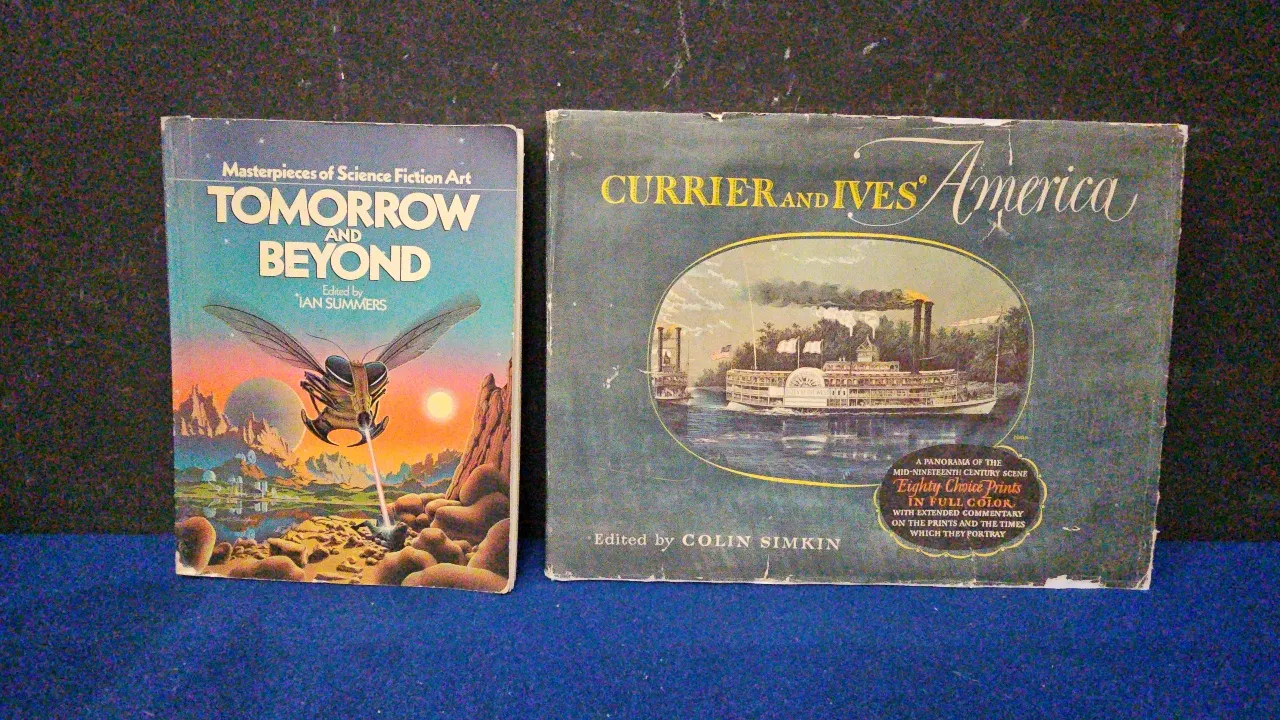 Masterpieces of Science Fiction Art
TOMORROW
AND
BEYOND
Edited by
IAN SUMMERS
CURRIER AND IVES' America
A PANORAMA OF THE
MID-NINETEENTH CENTURY SCENE
Eighty Choice Prints
IN FULL COLOR
WITH EXTENDED COMMENTARY
ON THE PRINTS AND THE TIMES
WHICH THEY PORTRAY
Edited by COLIN SIMKIN